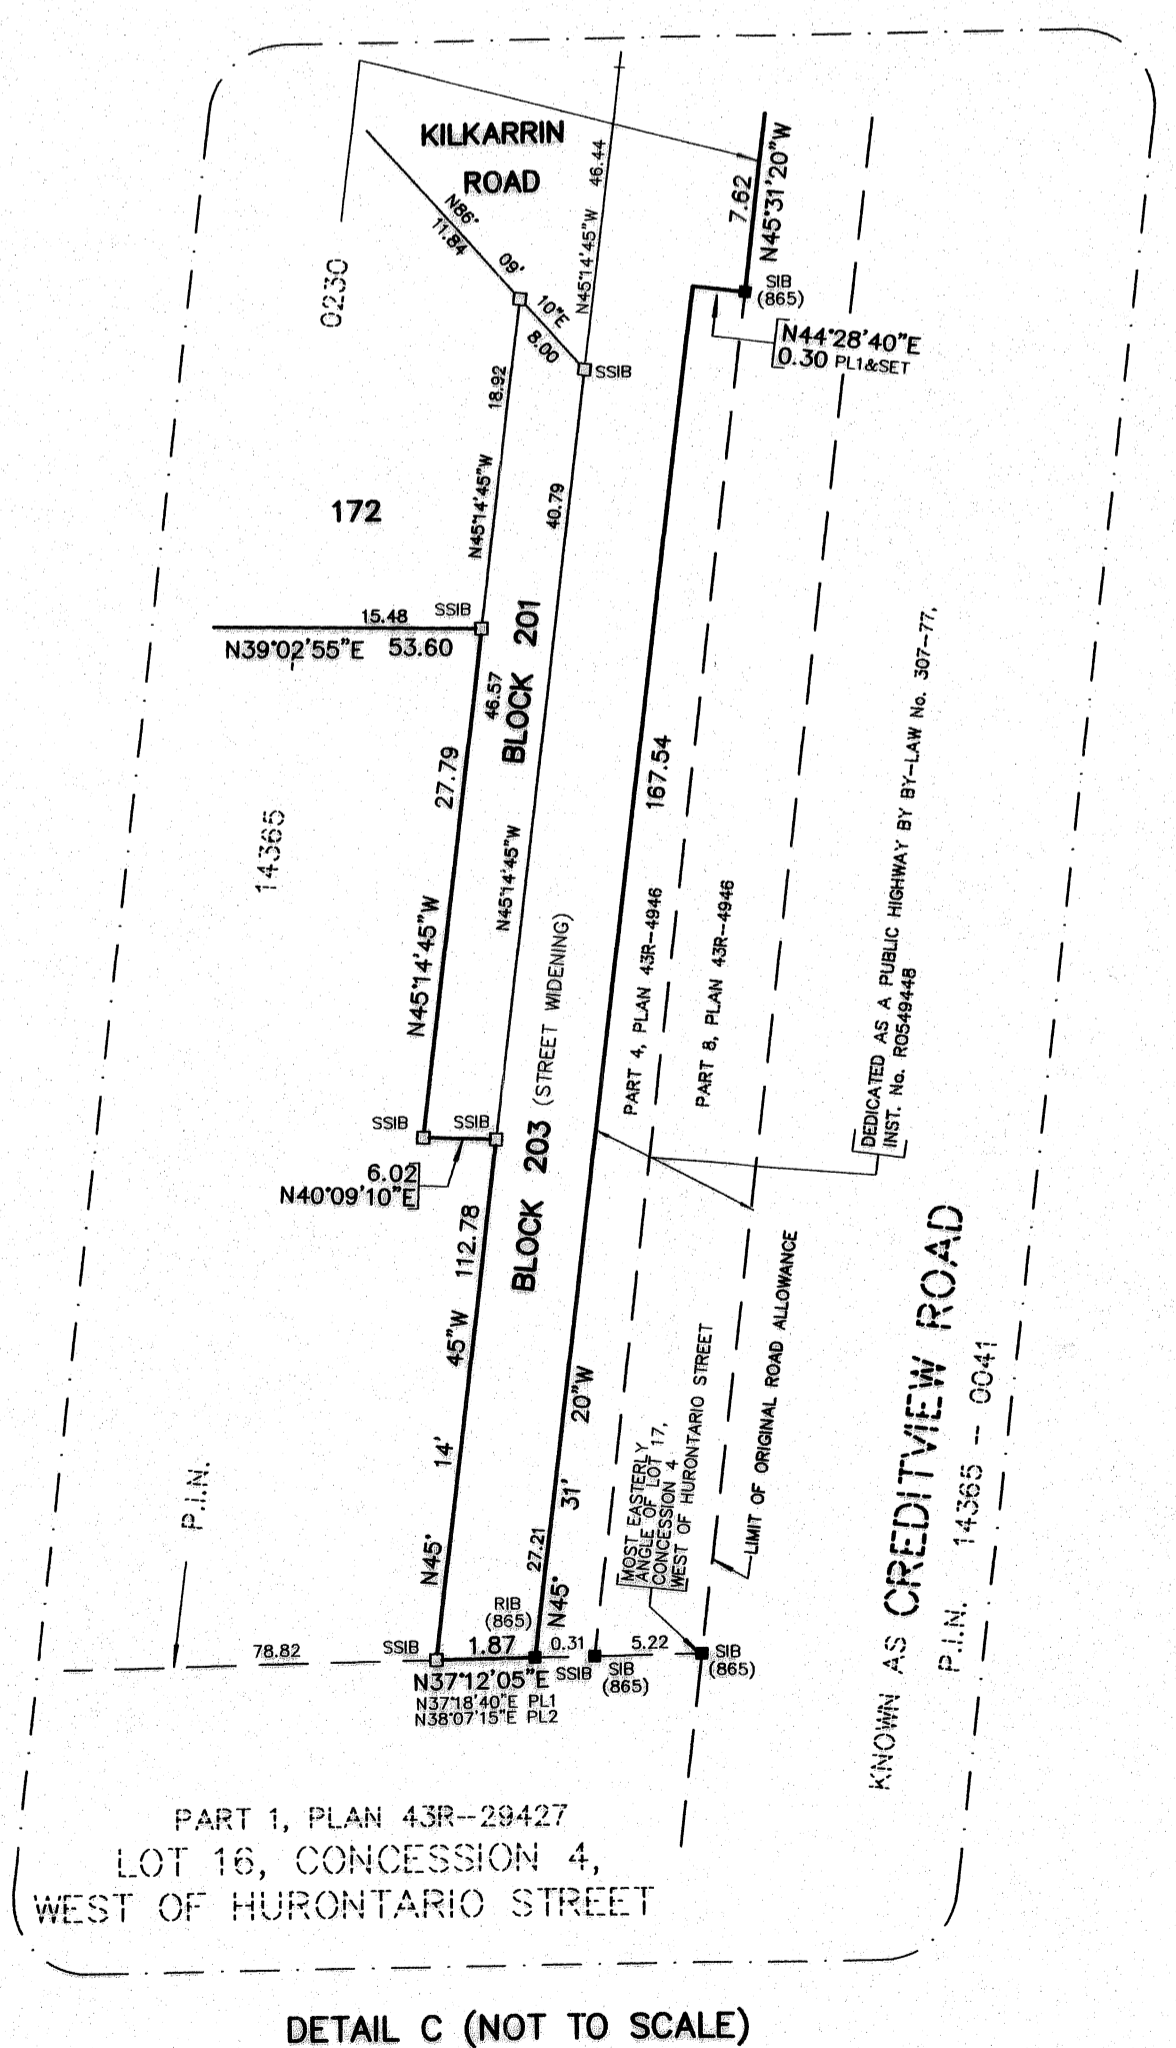 KILKARRIN
ROAD
46.44
N45°14'45"W
7.62
N45°31'20"W
N86°
09'
10"E
11.84
8.00
0230
SIB
(865)
N44°28'40"E
0.30 PL1&SET
SSIB
18.92
N45°14'45"W
40.79
172
15.48
SSIB
N39°02'55"E 53.60
BLOCK 201
46.57
27.79
167.54
14365
N45°14'45"W
N45°14'45"W
BLOCK 203 (STREET WIDENING)
PART 4, PLAN 43R-4946
PART 8, PLAN 43R-4946
DEDICATED AS A PUBLIC HIGHWAY BY BY-LAW No. 307-77,
INST. No. RO549448
SSIB
SSIB
6.02
N40°09'10"E
112.78
N45° 14' 45"W
N45° 31' 20"W
27.21
LIMIT OF ORIGINAL ROAD ALLOWANCE
MOST EASTERLY
ANGLE OF LOT 17,
CONCESSION 4
WEST OF HURONTARIO STREET
KNOWN AS CREDITVIEW ROAD
P.I.N. 14365 -- 0041
P.I.N.
RIB
(865)
78.82
SSIB
1.87
0.31
5.22
SSIB
SIB
(865)
SIB
(865)
N37°12'05"E
N37°18'40"E PL1
N38°07'15"E PL2
PART 1, PLAN 43R--29427
LOT 16, CONCESSION 4,
WEST OF HURONTARIO STREET
DETAIL C (NOT TO SCALE)